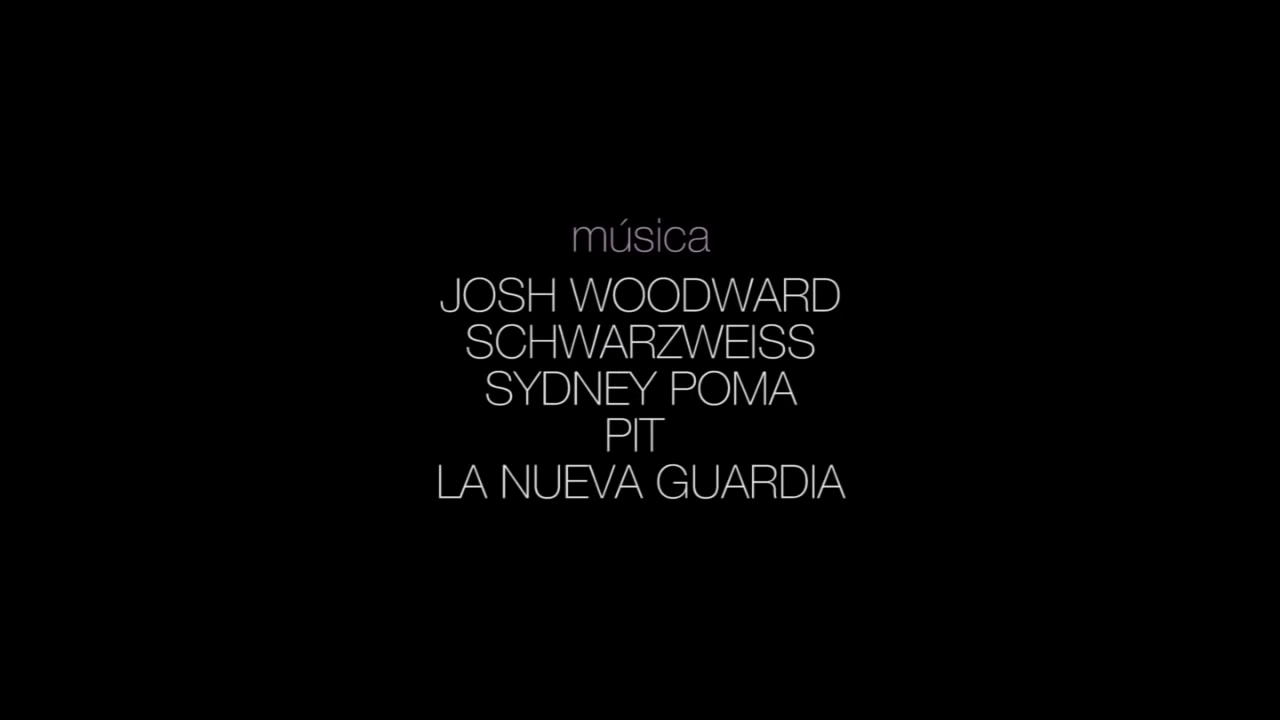 música
JOSH WOODWARD
SCHWARZWEISS
SYDNEY POMA
PIT
LA NUEVA GUARDIA